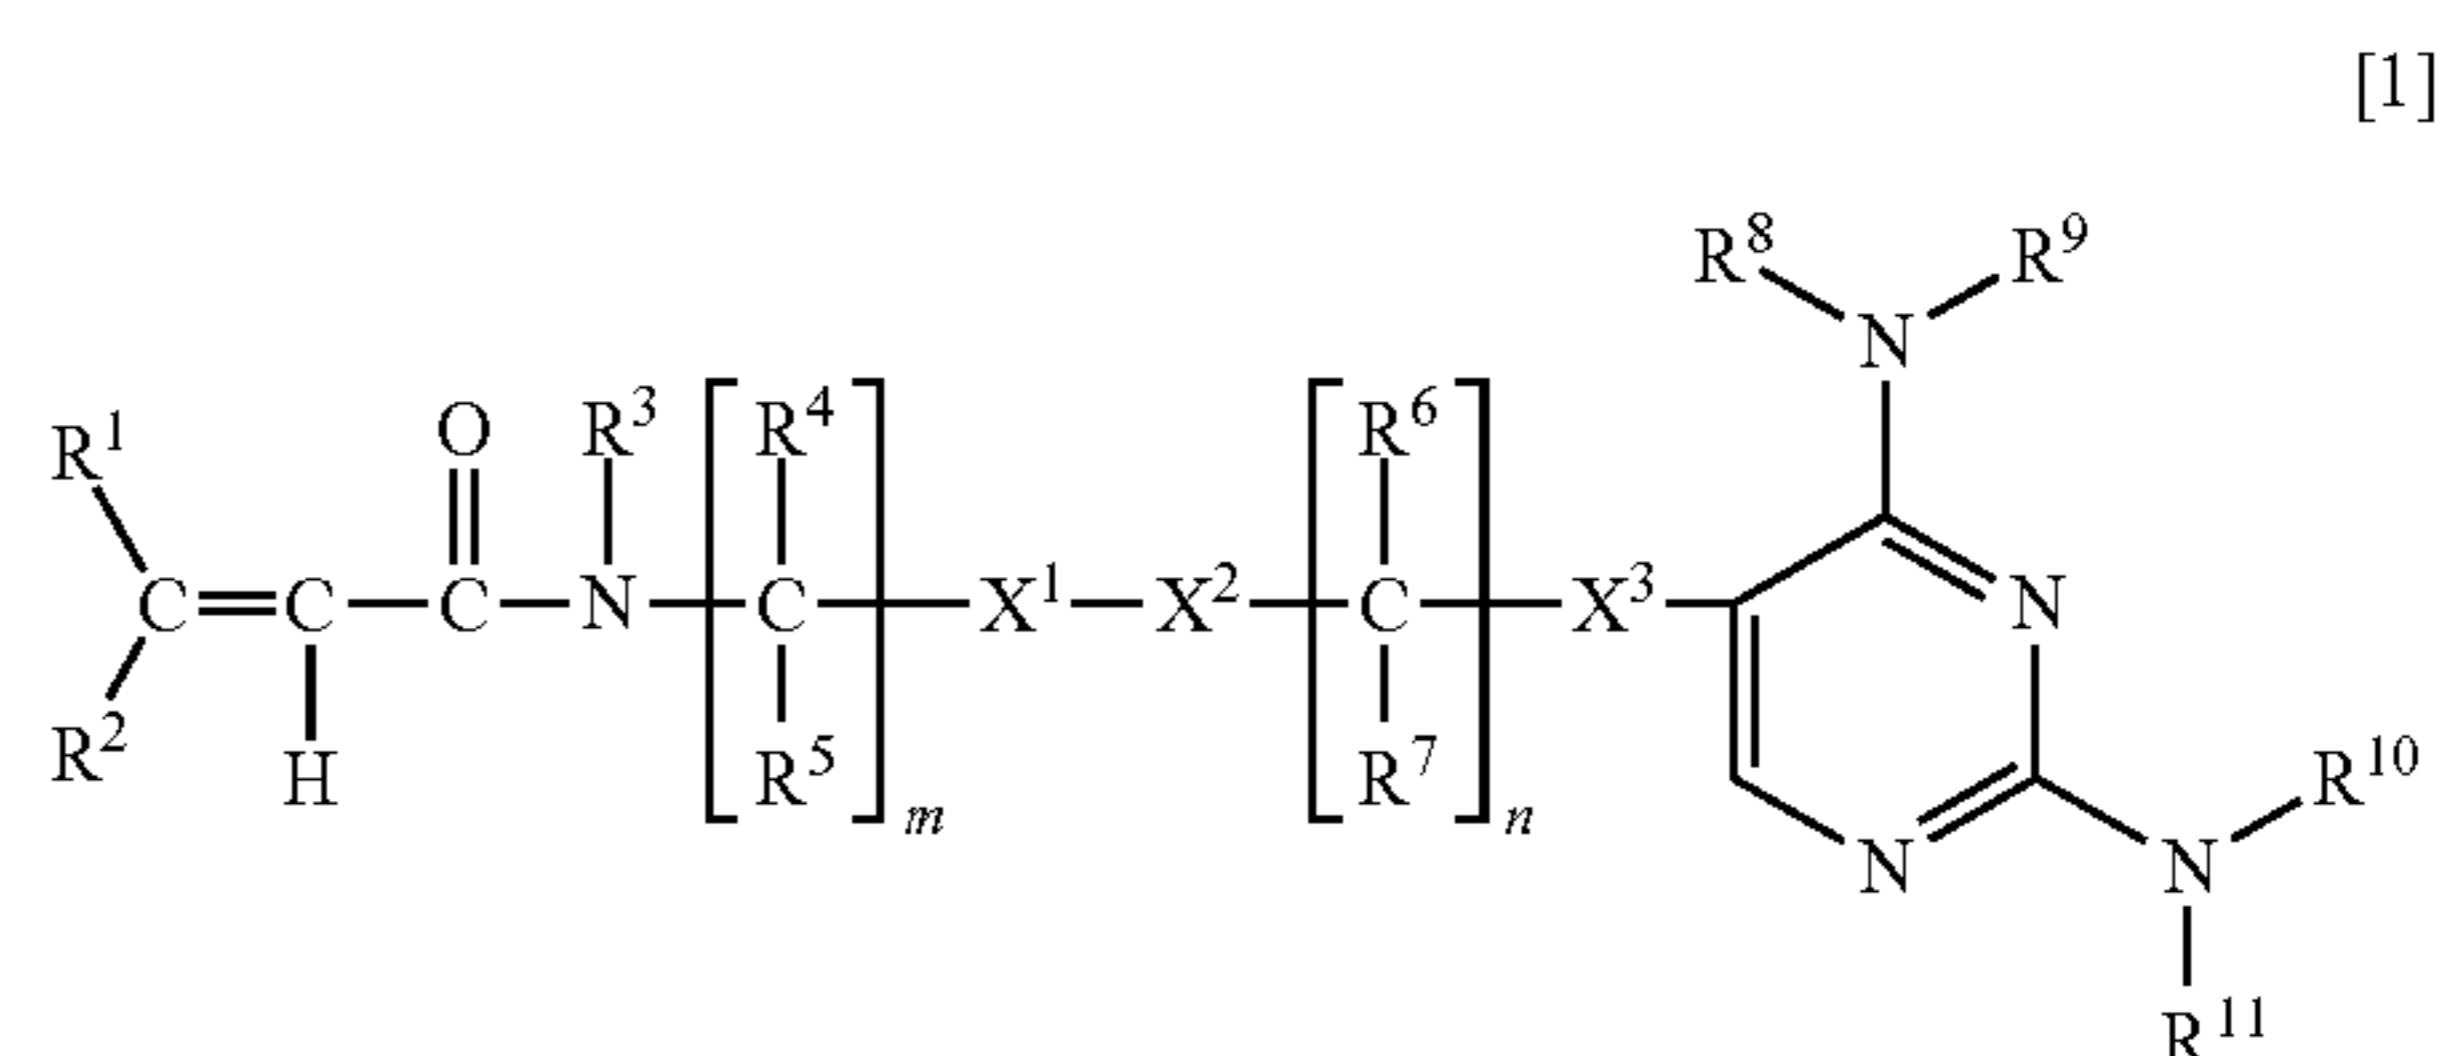 [1]
R⁸ R⁹
N
O R³ R⁴ R⁶
R¹
C C C N C X¹ X² C X³ N
R² H R⁵ m R⁷ n R¹⁰
N N
R¹¹